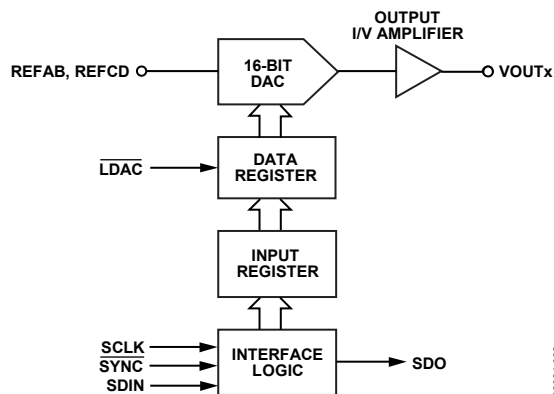 OUTPUT
I/V AMPLIFIER
REFAB, REFCD
16-BIT
DAC
VOUTx
LDAC
DATA
REGISTER
INPUT
REGISTER
SCLK
SYNC
SDIN
INTERFACE
LOGIC
SDO